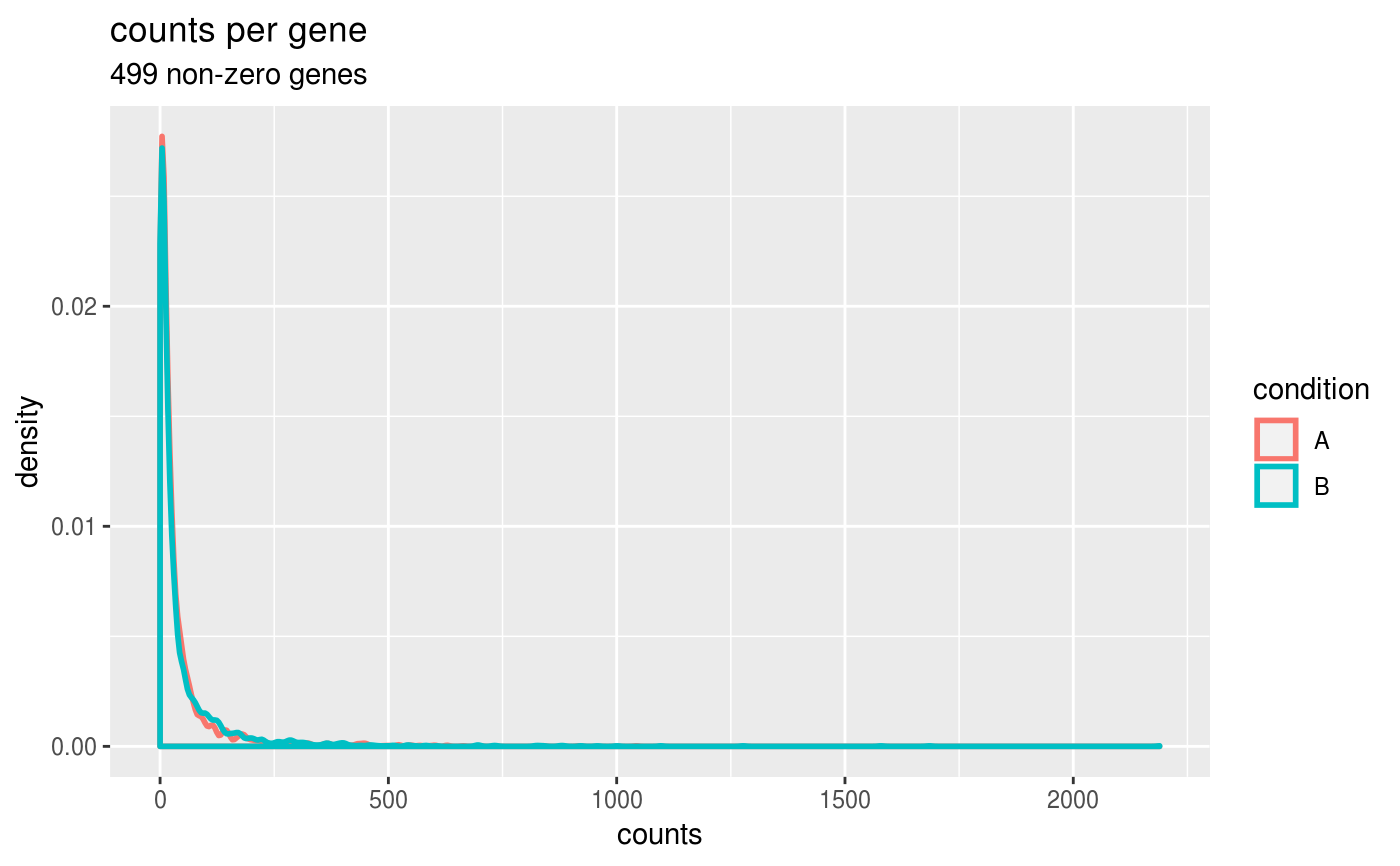 counts per gene
499 non-zero genes
density
0.02
0.01
0.00
0
500
1000
1500
2000
counts
condition
A
B